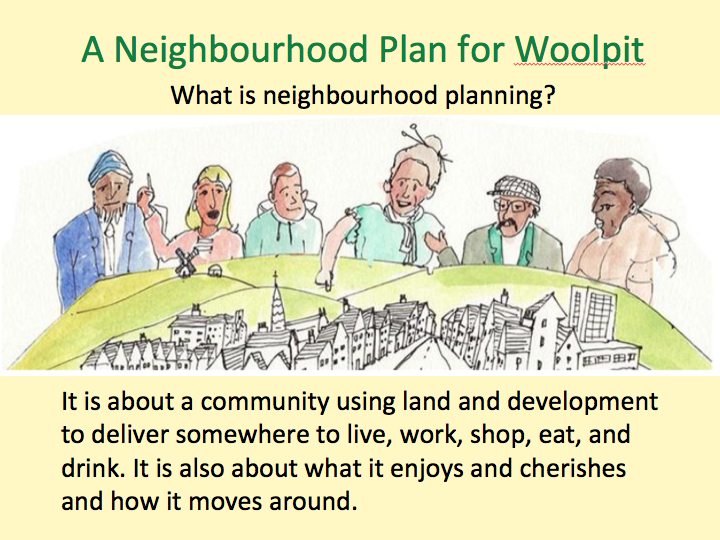 A Neighbourhood Plan for Woolpit
What is neighbourhood planning?
It is about a community using land and development
to deliver somewhere to live, work, shop, eat, and
drink. It is also about what it enjoys and cherishes
and how it moves around.